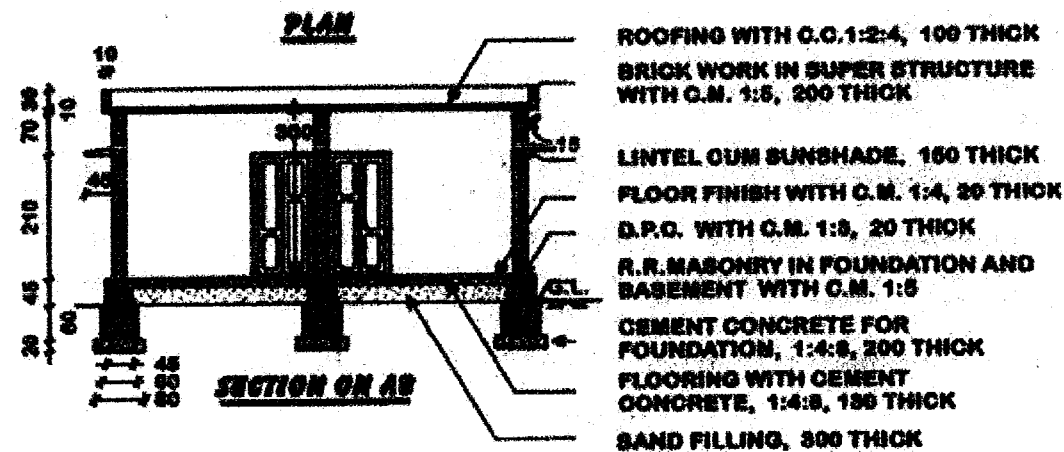 PLAN
ROOFING WITH C.C.1:2:4, 100 THICK
BRICK WORK IN SUPER STRUCTURE
WITH C.M. 1:5, 200 THICK
LINTEL CUM SUNSHADE, 150 THICK
FLOOR FINISH WITH C.M. 1:4, 20 THICK
D.P.C. WITH C.M. 1:3, 20 THICK
R.R.MASONRY IN FOUNDATION AND
BASEMENT WITH C.M. 1:5
CEMENT CONCRETE FOR
FOUNDATION, 1:4:8, 200 THICK
FLOORING WITH CEMENT
CONCRETE, 1:4:8, 130 THICK
SAND FILLING, 300 THICK
10
10
70
300
15
45
210
G.L.
45
60
20
45
60
80
SECTION ON AB